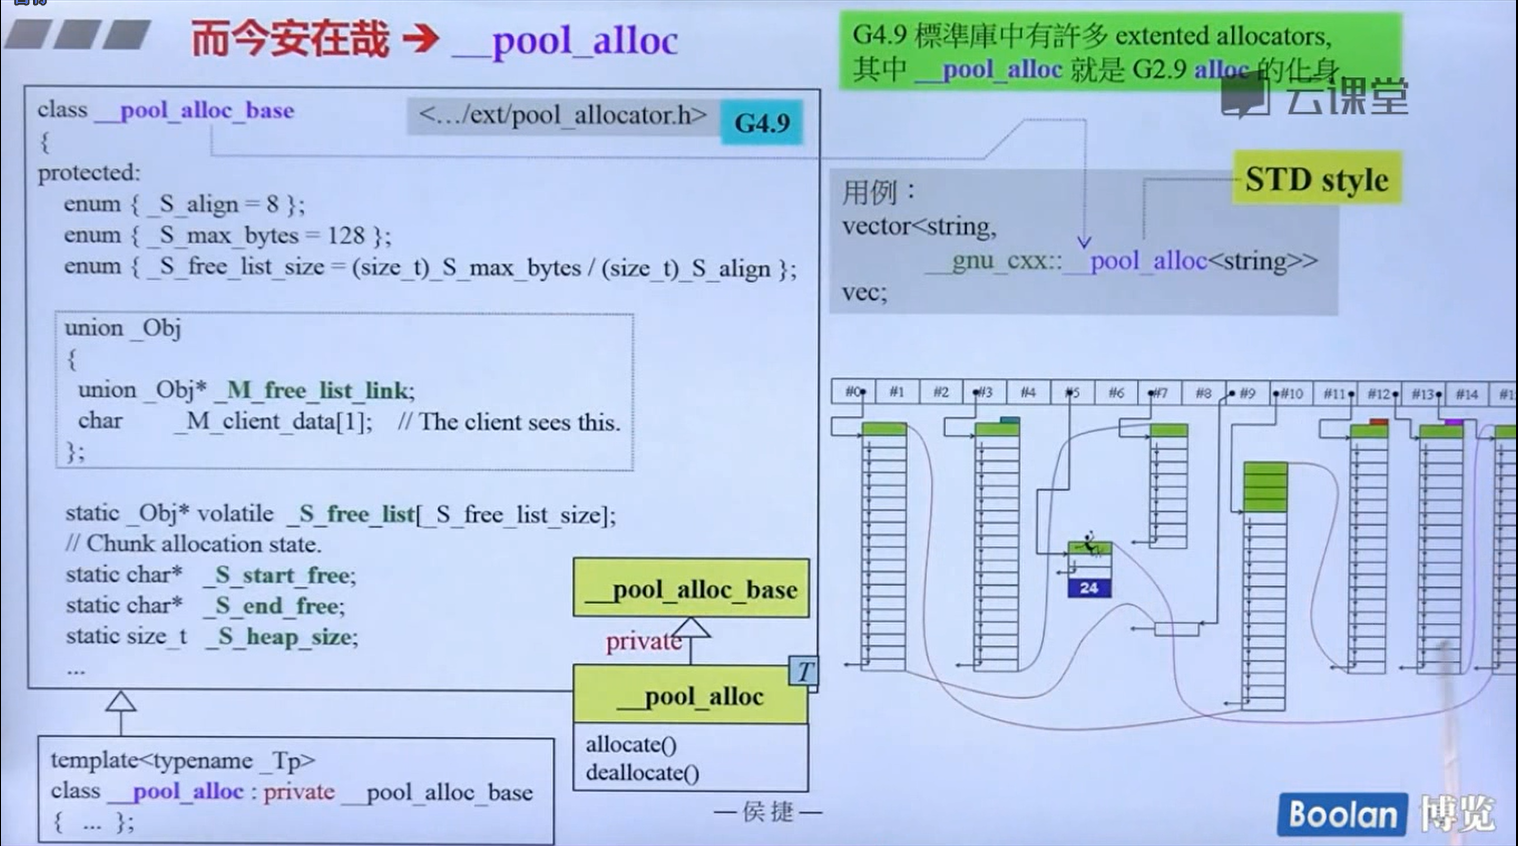 而今安在哉 → __pool_alloc
G4.9 標準庫中有許多 extented allocators,
其中 __pool_alloc 就是 G2.9 alloc 的化身
云课堂
class __pool_alloc_base
<.../ext/pool_allocator.h>
G4.9
{
protected:
enum { _S_align = 8 };
enum { _S_max_bytes = 128 };
enum { _S_free_list_size = (size_t)_S_max_bytes / (size_t)_S_align };
union _Obj
{
union _Obj* _M_free_list_link;
char _M_client_data[1]; // The client sees this.
};
static _Obj* volatile _S_free_list[_S_free_list_size];
// Chunk allocation state.
static char* _S_start_free;
static char* _S_end_free;
static size_t _S_heap_size;
...
template<typename _Tp>
class __pool_alloc : private __pool_alloc_base
{ ... };
__pool_alloc_base
private
T
__pool_alloc
allocate()
deallocate()
STD style
用例：
vector<string,
__gnu_cxx::__pool_alloc<string>>
vec;
#0 #1 #2 #3 #4 #5 #6 #7 #8 #9 #10 #11 #12 #13 #14
24
—侯捷—
Boolan 博览